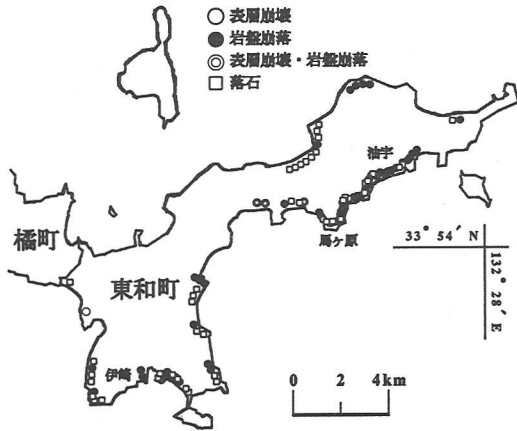 ○ 表層崩壊
● 岩盤崩落
◎ 表層崩壊・岩盤崩落
□ 落石
油宇
馬ヶ原
橘町
東和町
伊崎
33° 54′ N
132° 28′ E
0 2 4km